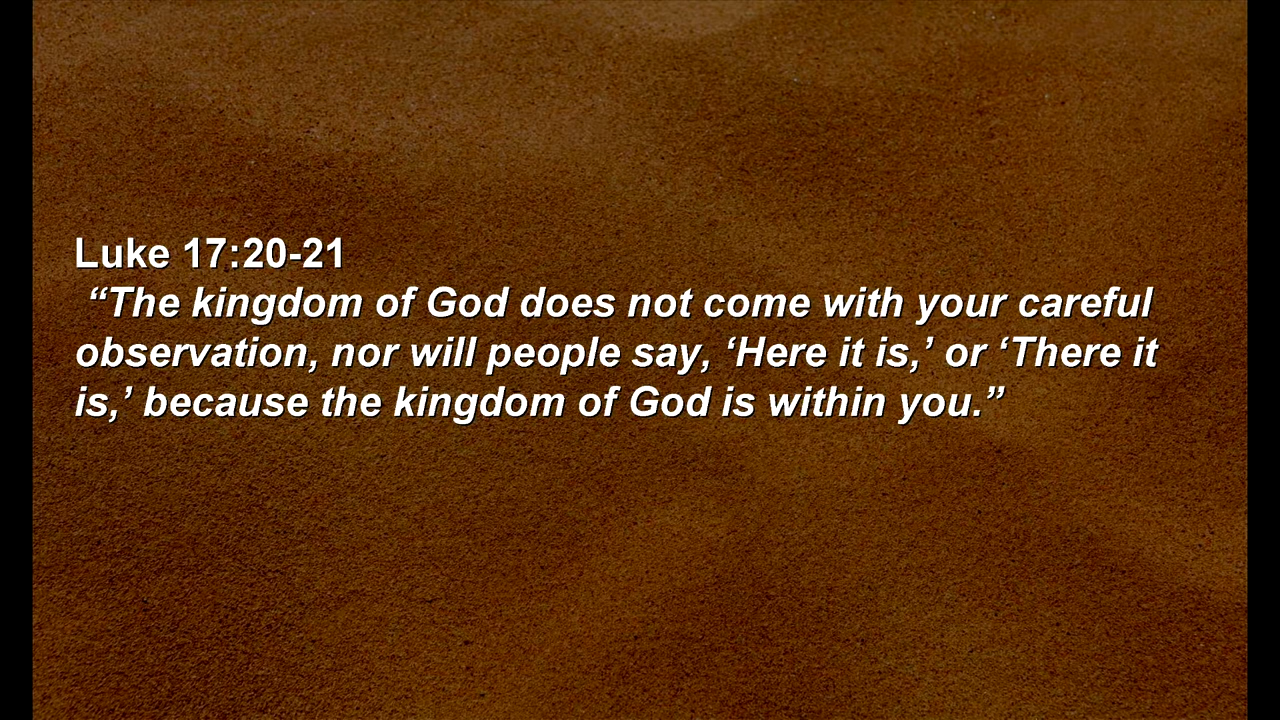 Luke 17:20-21
“The kingdom of God does not come with your careful
observation, nor will people say, ‘Here it is,’ or ‘There it
is,’ because the kingdom of God is within you.”